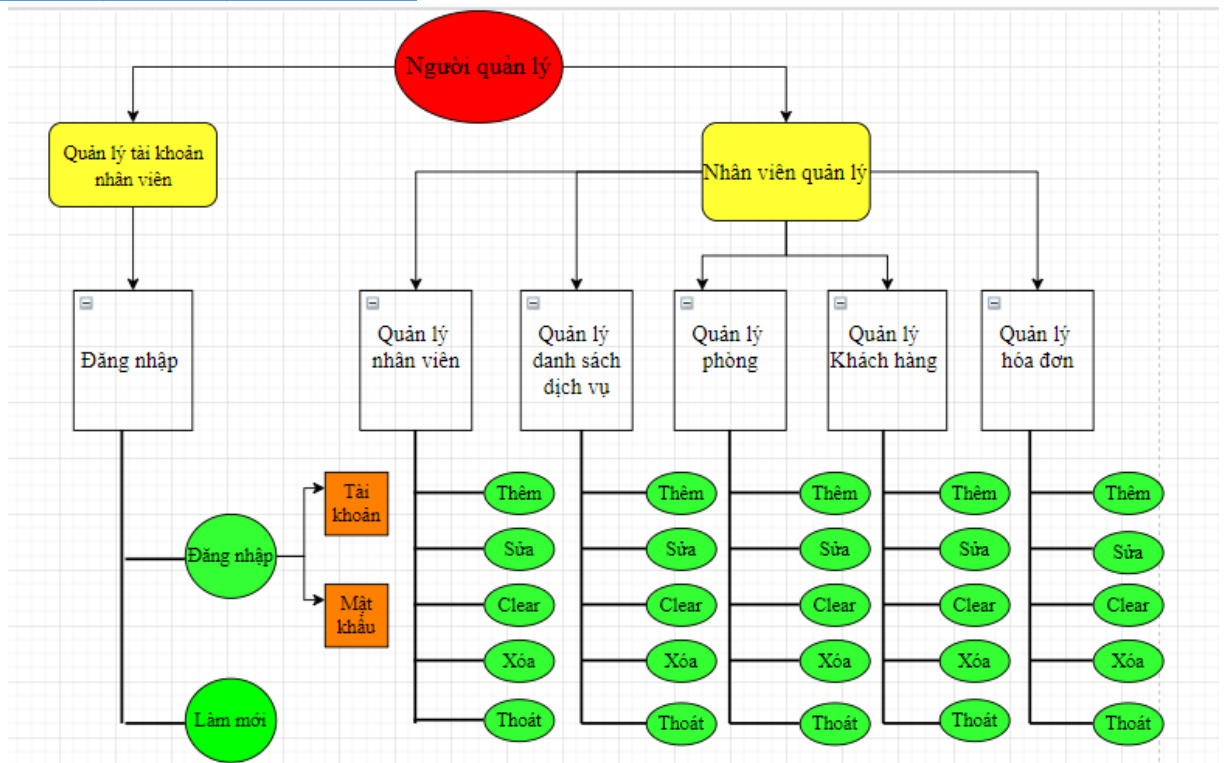 Người quản lý
Quản lý tài khoản
nhân viên
Nhân viên quản lý
Đăng nhập
Quản lý
nhân viên
Quản lý
danh sách
dịch vụ
Quản lý
phòng
Quản lý
Khách hàng
Quản lý
hóa đơn
Đăng nhập
Tài
khoản
Mật
khẩu
Làm mới
Thêm
Sửa
Clear
Xóa
Thoát
Thêm
Sửa
Clear
Xóa
Thoát
Thêm
Sửa
Clear
Xóa
Thoát
Thêm
Sửa
Clear
Xóa
Thoát
Thêm
Sửa
Clear
Xóa
Thoát